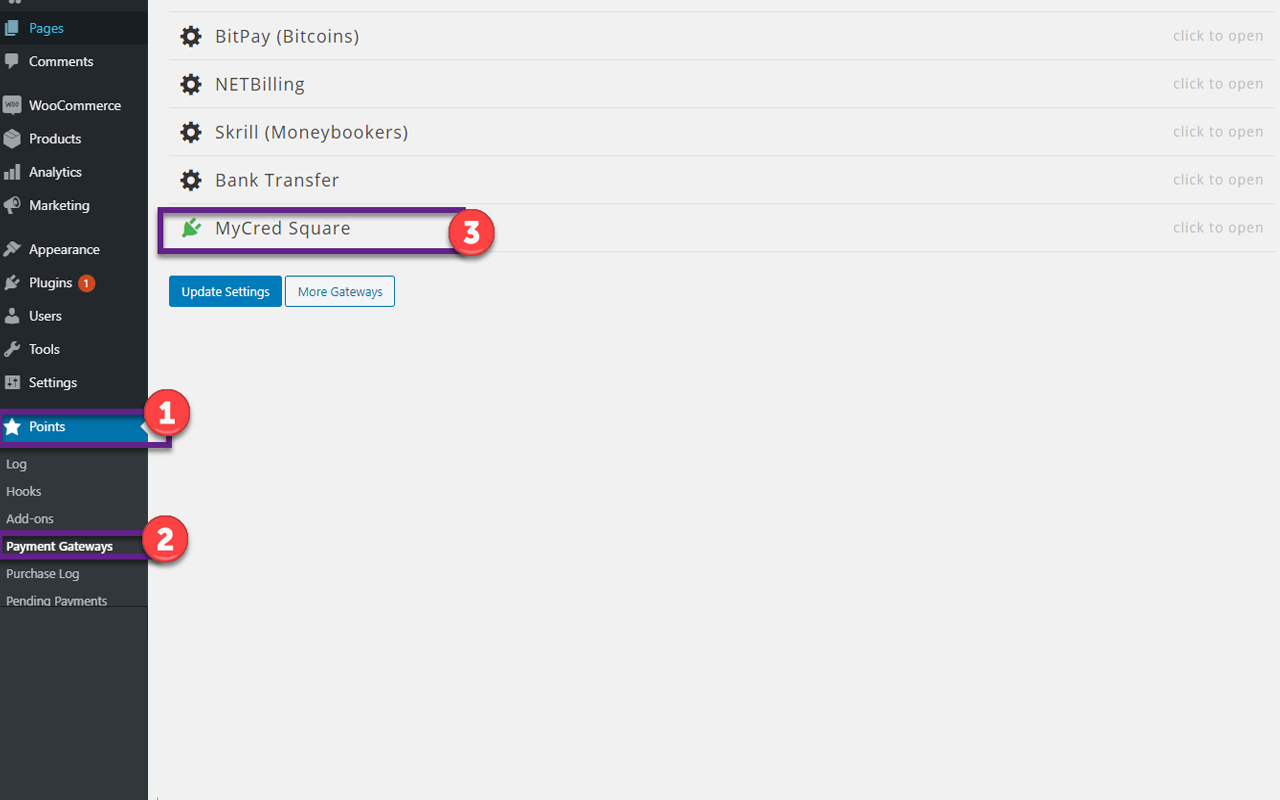 Pages
Comments
WOO WooCommerce
Products
Analytics
Marketing
Appearance
Plugins 1
Users
Tools
Settings
Points 1
Log
Hooks
Add-ons
Payment Gateways 2
Purchase Log
Pending Payments
BitPay (Bitcoins) click to open
NETBilling click to open
Skrill (Moneybookers) click to open
Bank Transfer click to open
MyCred Square 3 click to open
Update Settings More Gateways